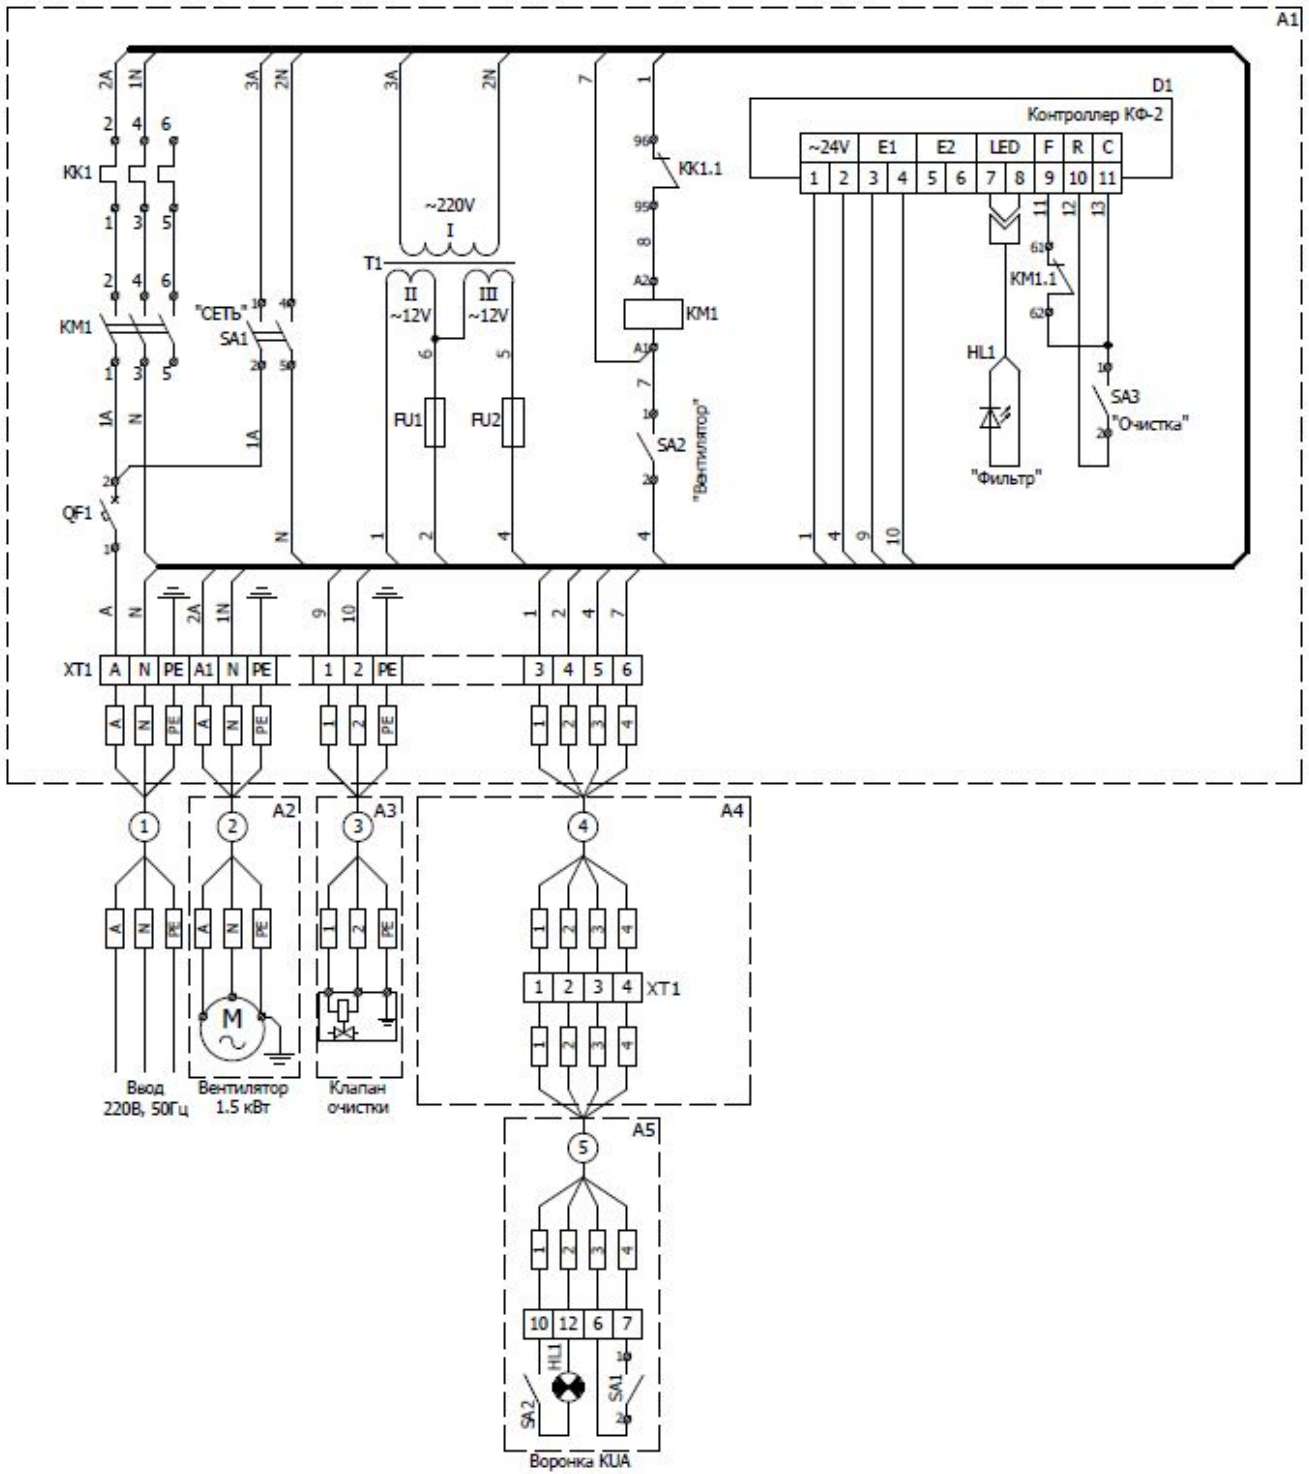 A1
2A 1N 3A 2N 3A 2N 7 1
D1
Контроллер КФ-2
2 4 6
96
~24V E1 E2 LED F R C
KK1
KK1.1
1 2 3 4 5 6 7 8 9 10 11
1 3 5
95
11 12 13
~220V
I
8
61
T1
2 4 6
II III
~12V ~12V
A2
KM1.1
"СЕТЬ" 1 4
KM1
KM1
62
SA1
2 5
A1
1 3 5
6 5
HL1
7
1
1A N
FU1 FU2
1
SA3
1A
SA2
"Вентилятор"
2
"Очистка"
2
2
"Фильтр"
QF1
1
N 1 2 4 4
1 4 9 10
A N 2A 1N 9 10 1 2 4 7
XT1 A N PE A1 N PE 1 2 PE 3 4 5 6
A N PE A N PE 1 2 PE 1 2 3 4
A2 A3 A4
1 2 3 4
A N PE A N PE 1 2 PE 1 2 3 4
1 2 3 4 XT1
M
1 2 3 4
Ввод
220В, 50Гц
Вентилятор
1.5 кВт
Клапан
очистки
A5
5
1 2 3 4
10 12 6 7
HL1
1
SA2
SA1
2
Воронка KUA